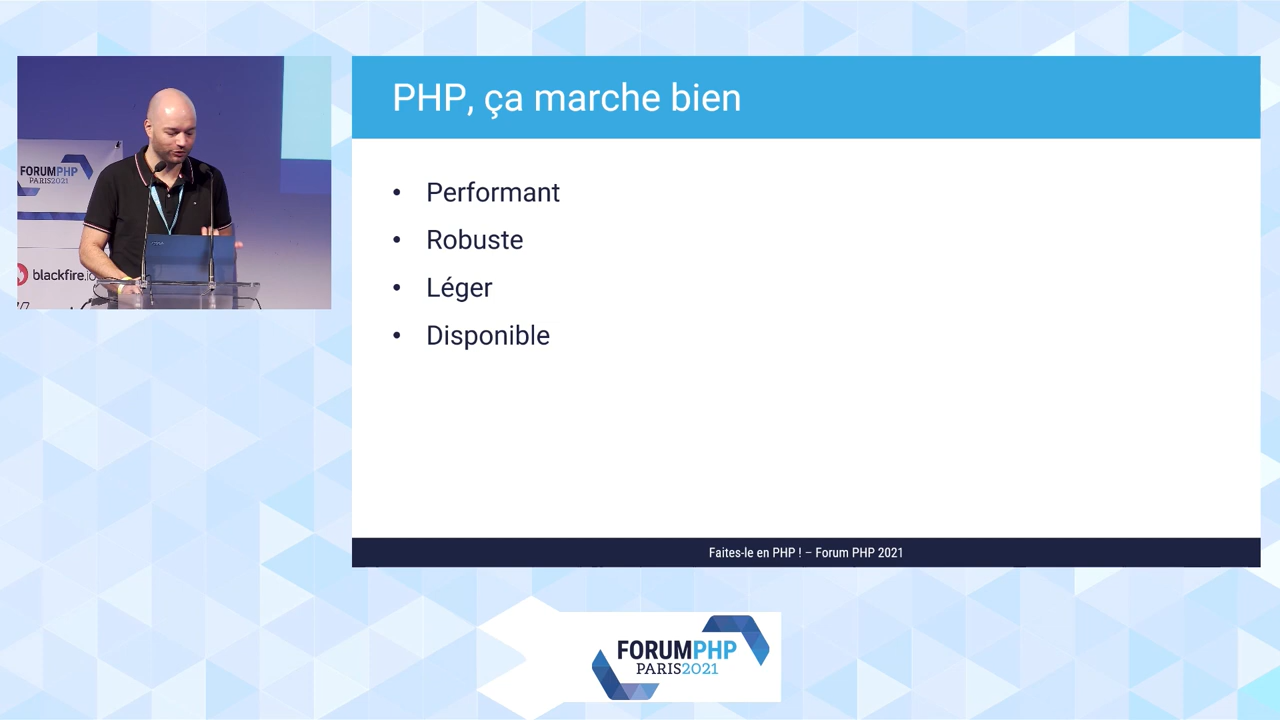 FORUMPHP
PARIS2021
blackfire.io
PHP, ça marche bien
• Performant
• Robuste
• Léger
• Disponible
Faites-le en PHP ! – Forum PHP 2021
FORUMPHP
PARIS2021